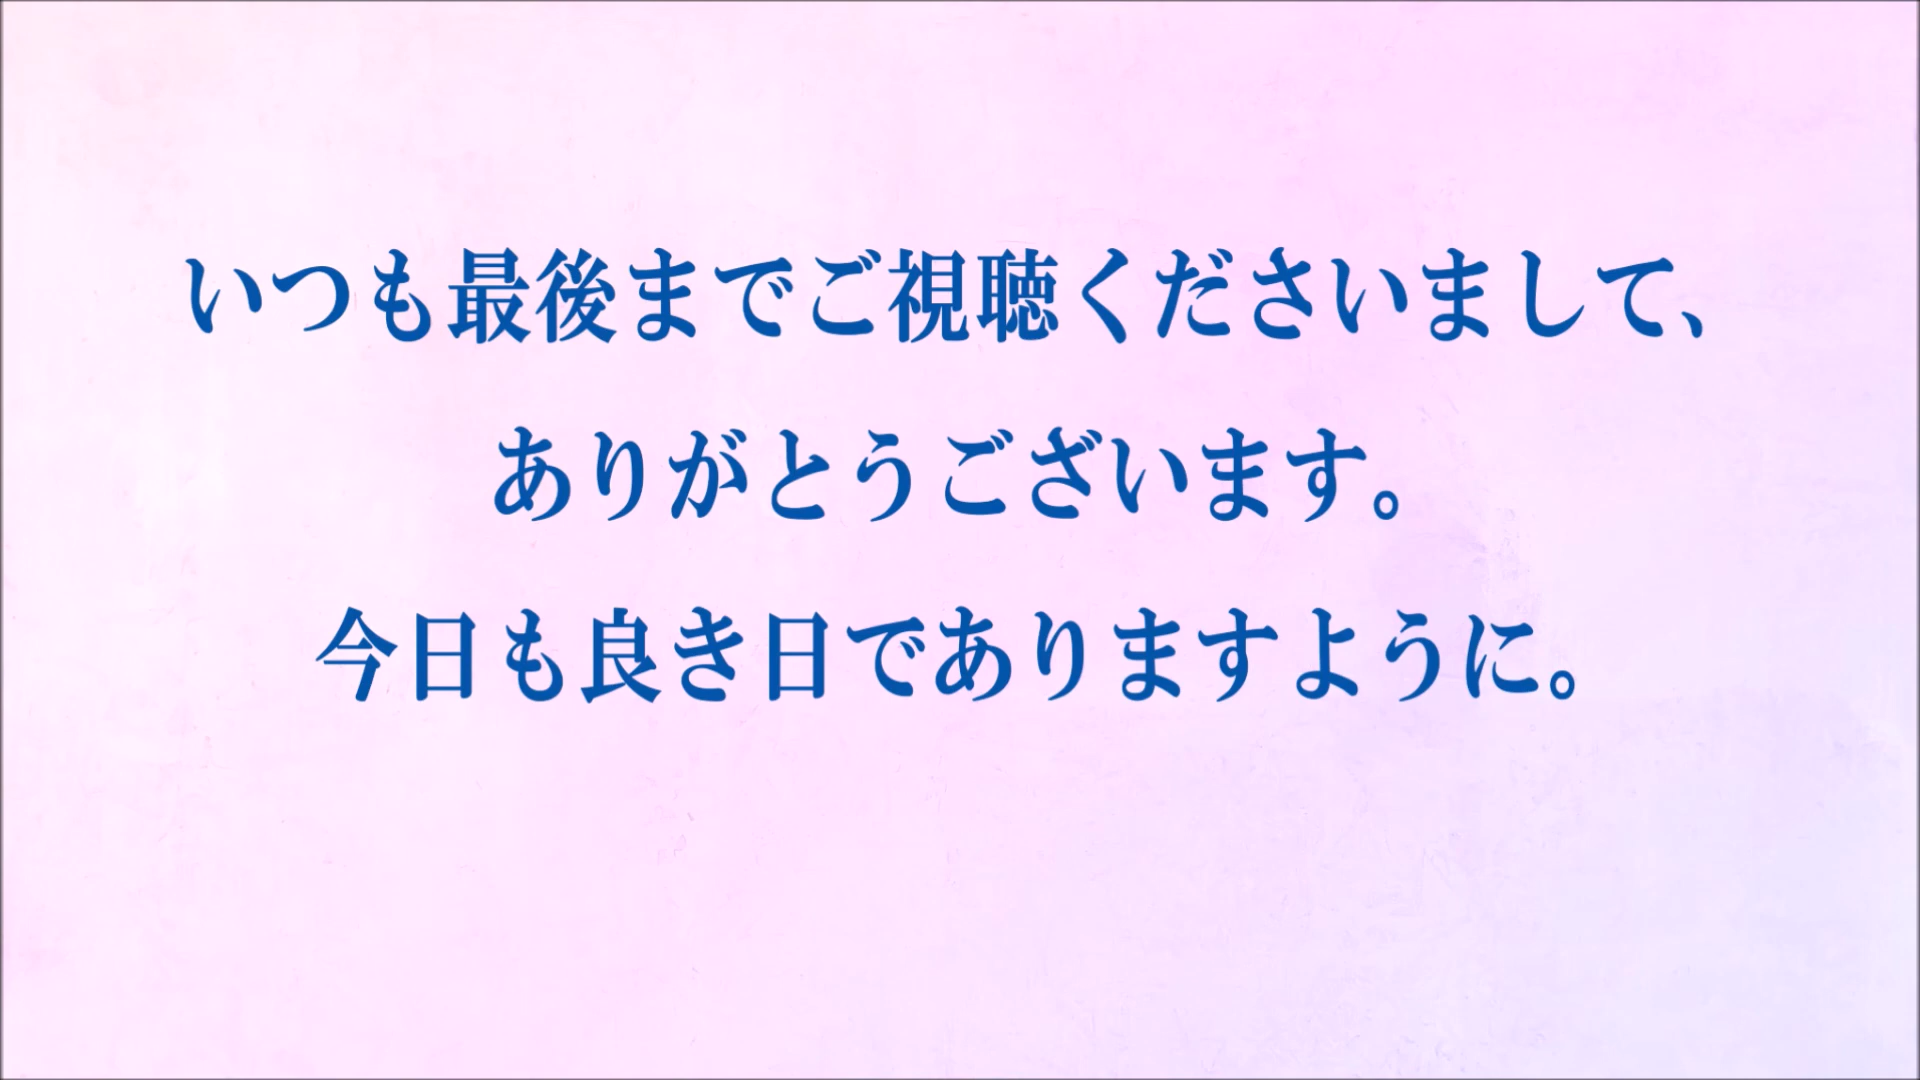 いつも最後までご視聴くださいまして、
ありがとうございます。
今日も良き日でありますように。